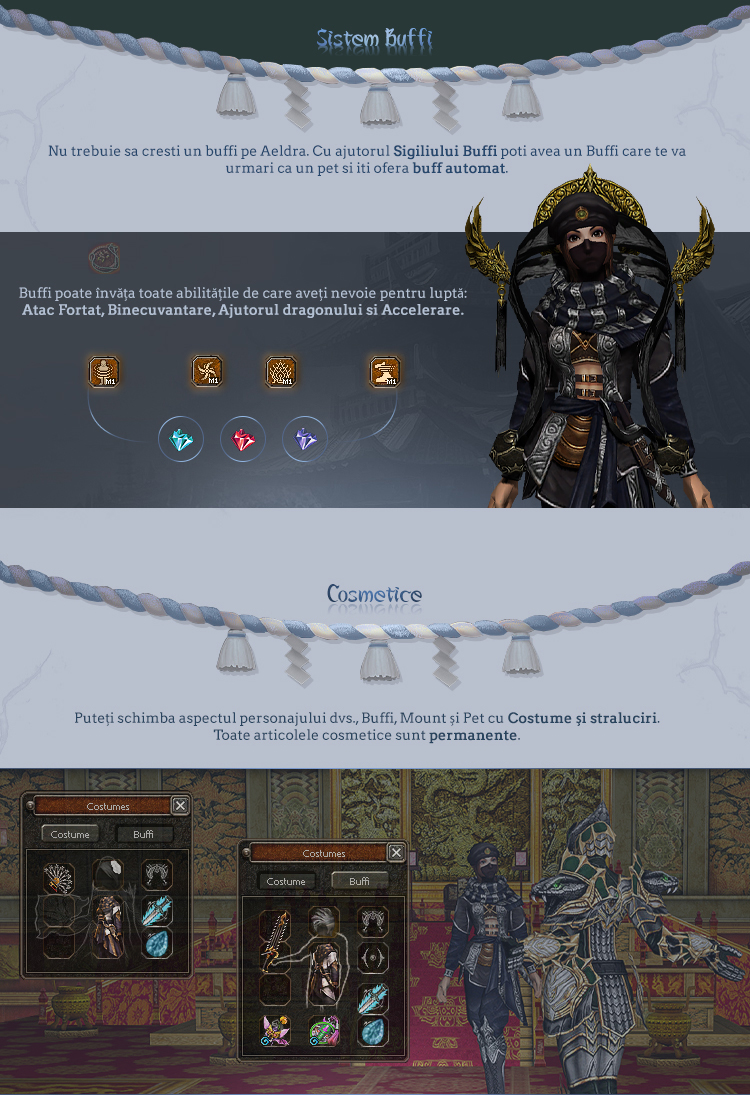 Sistem Buffi
Nu trebuie sa cresti un buffi pe Aeldra. Cu ajutorul Sigiliului Buffi poti avea un Buffi care te va
urmari ca un pet si iti ofera buff automat.
Buffi poate învăța toate abilitățile de care aveți nevoie pentru luptă:
Atac Fortat, Binecuvantare, Ajutorul dragonului si Accelerare.
M1
M1
M1
M1
Cosmetice
Puteți schimba aspectul personajului dvs., Buffi, Mount și Pet cu Costume și straluciri.
Toate articolele cosmetice sunt permanente.
Costumes
Costume
Buffi
Costumes
Costume
Buffi